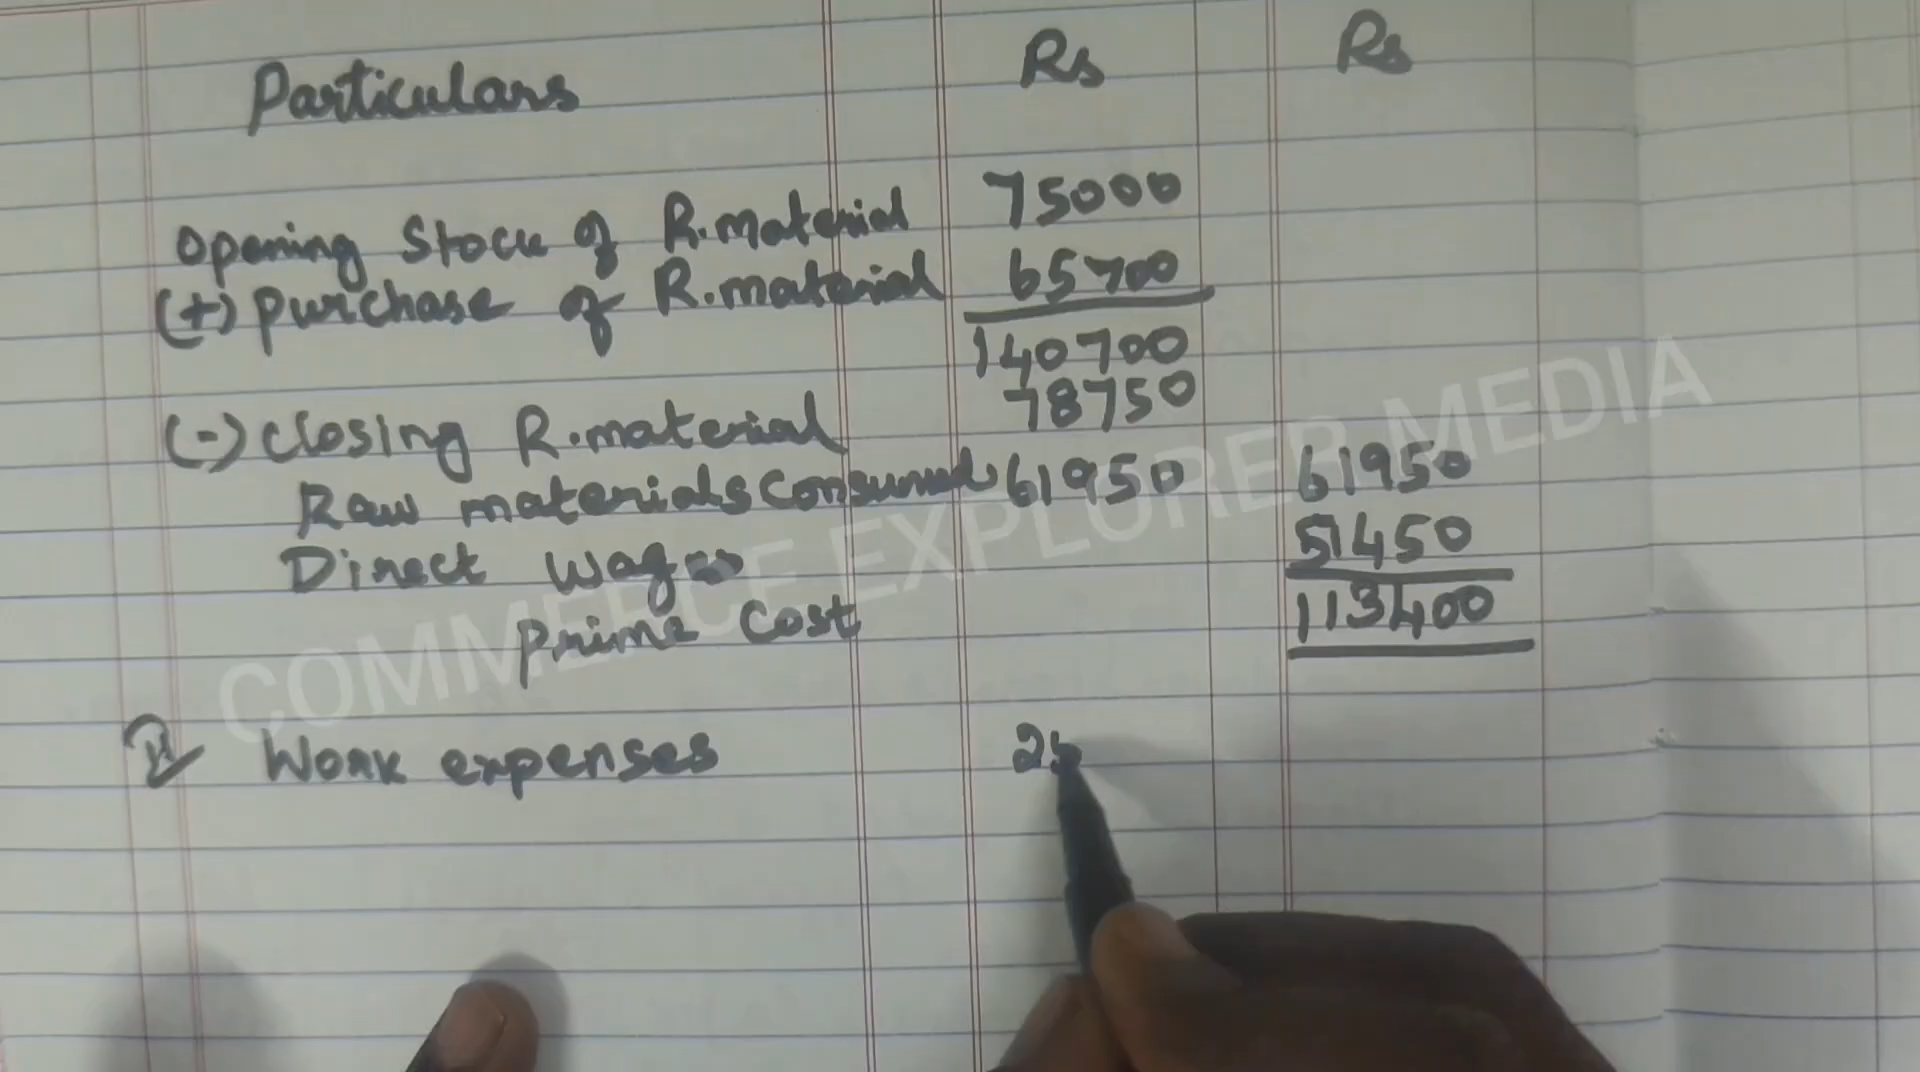 Particulars Rs Rs
Opening Stock of R.material 75000
(+) purchase of R.material 65700
140700
(-) closing R.material 78750
Raw materials Consumed 61950 61950
Direct wages 51450
prime cost 113400
Work expenses 25
COMMERCE EXPLORER MEDIA